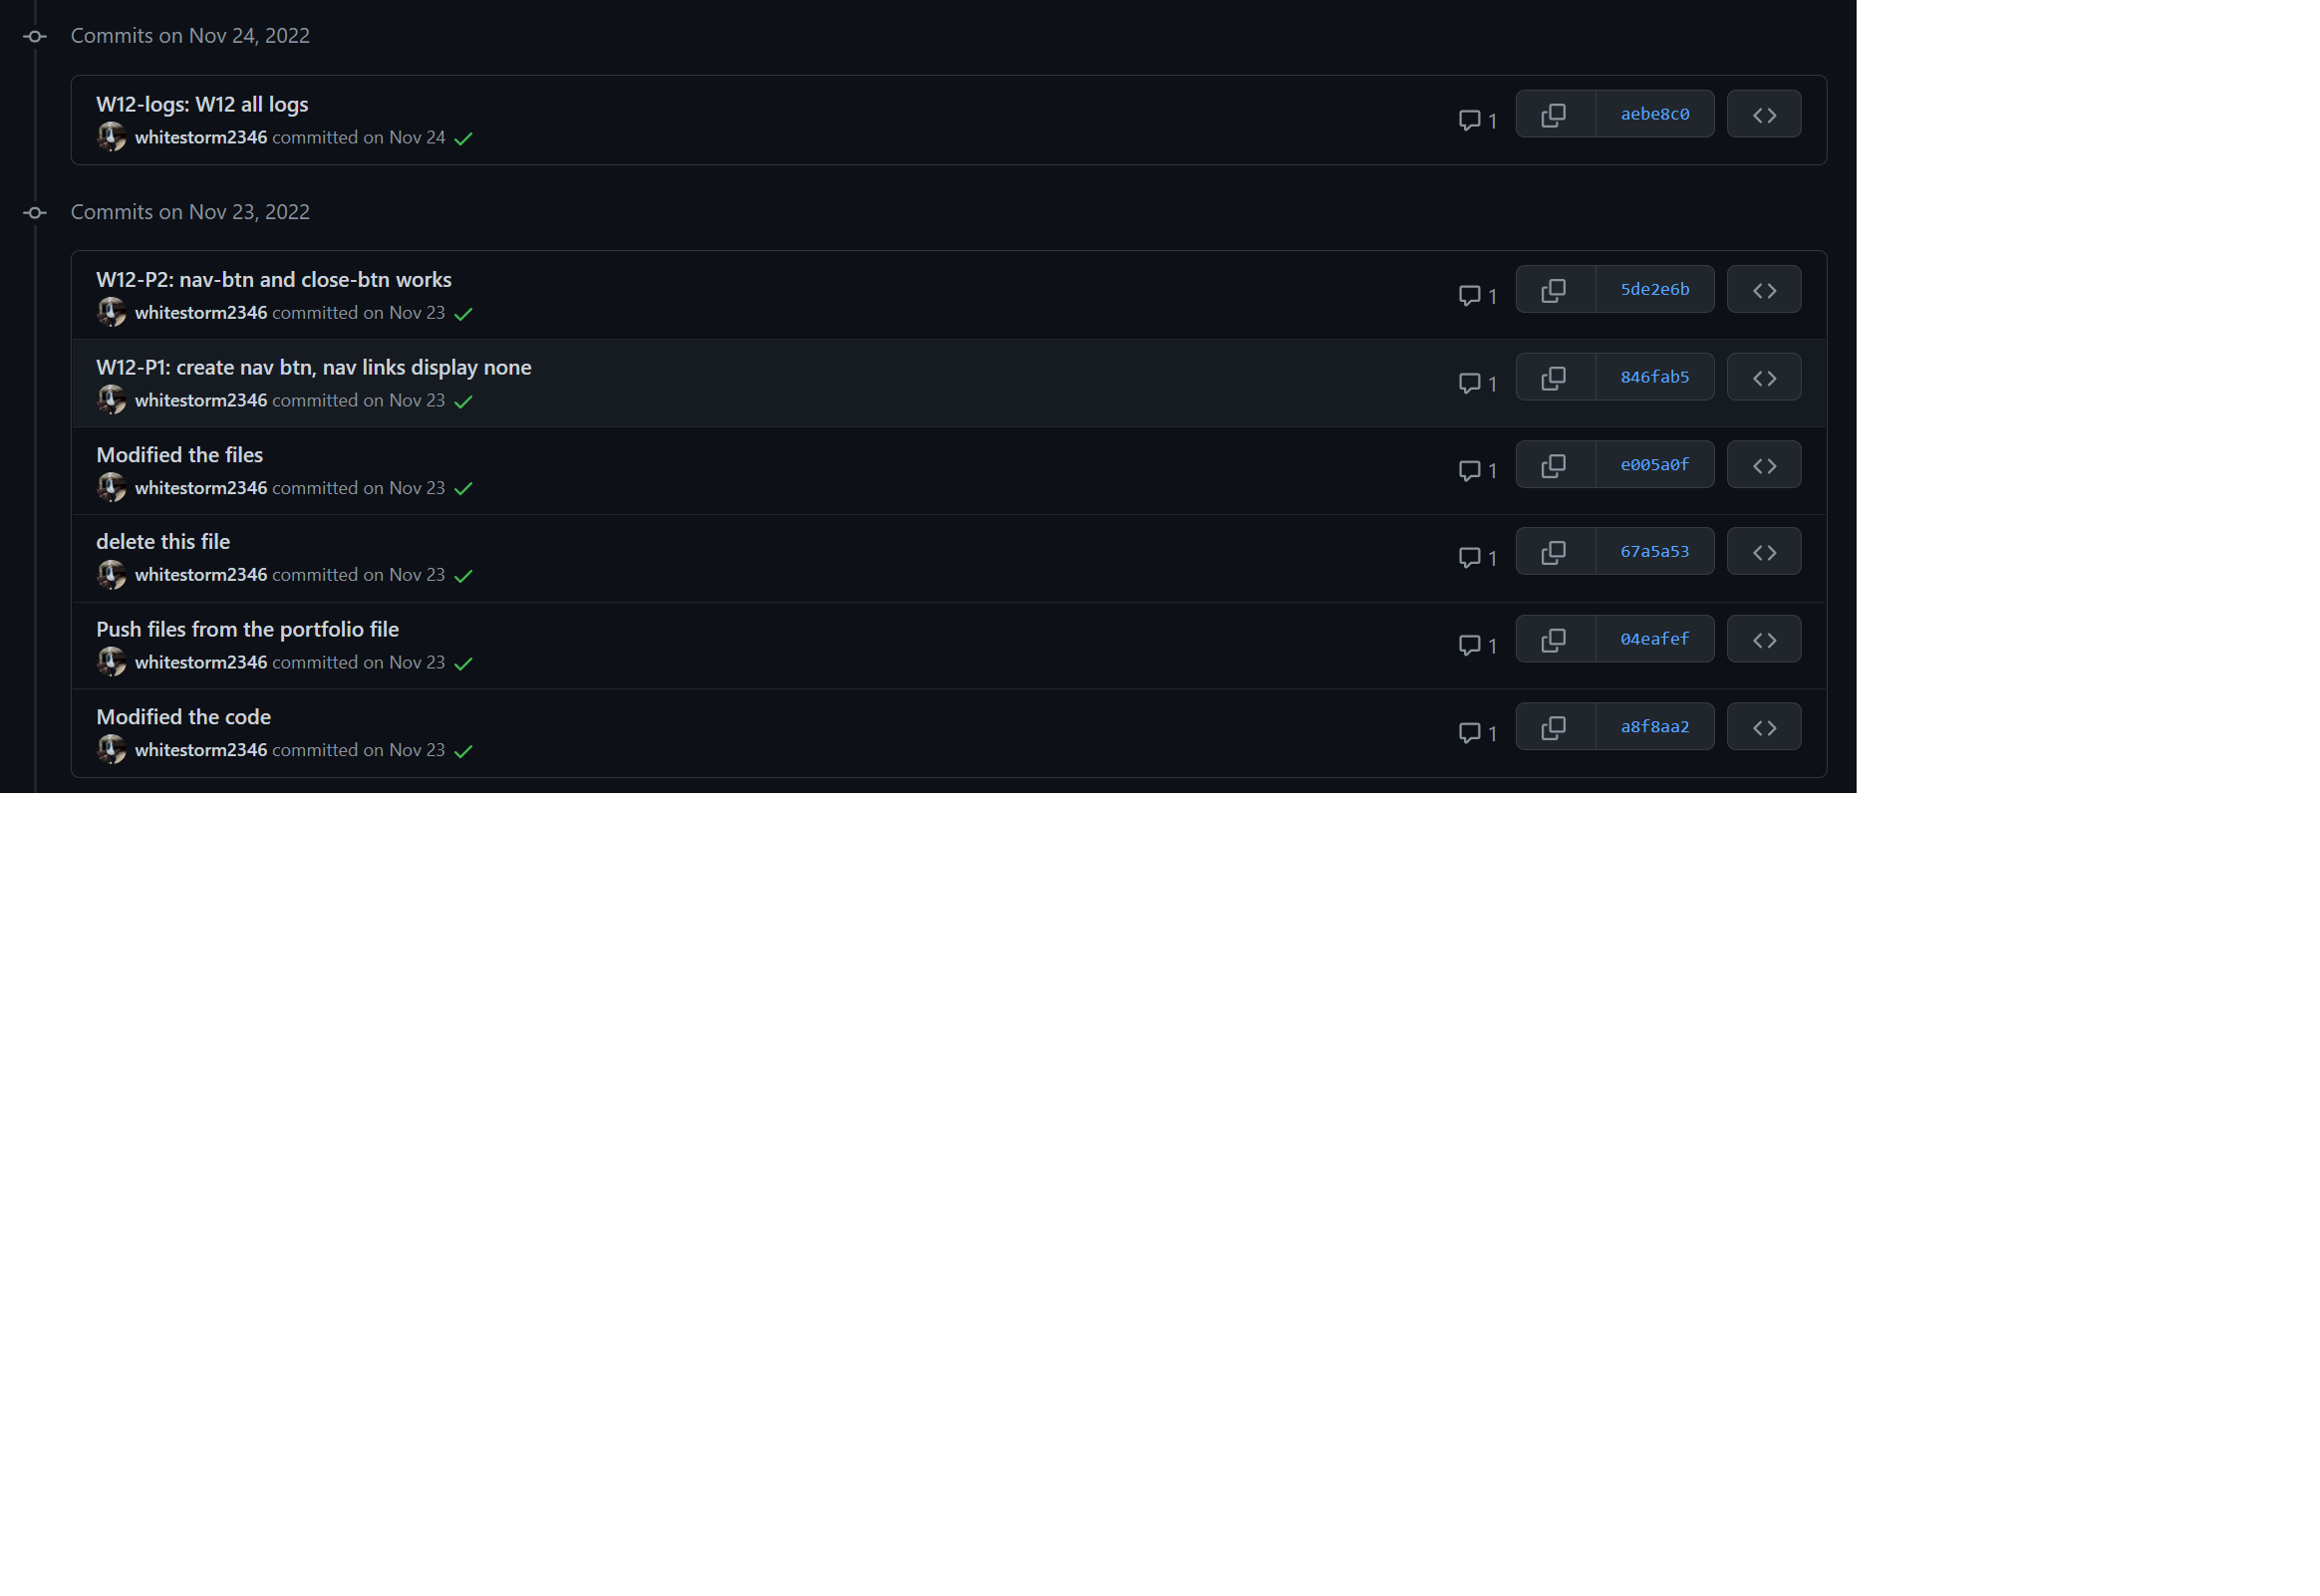 Commits on Nov 24, 2022
W12-logs: W12 all logs
whitestorm2346 committed on Nov 24
1
aebe8c0
Commits on Nov 23, 2022
W12-P2: nav-btn and close-btn works
whitestorm2346 committed on Nov 23
1
5de2e6b
W12-P1: create nav btn, nav links display none
whitestorm2346 committed on Nov 23
1
846fab5
Modified the files
whitestorm2346 committed on Nov 23
1
e005a0f
delete this file
whitestorm2346 committed on Nov 23
1
67a5a53
Push files from the portfolio file
whitestorm2346 committed on Nov 23
1
04eafef
Modified the code
whitestorm2346 committed on Nov 23
1
a8f8aa2